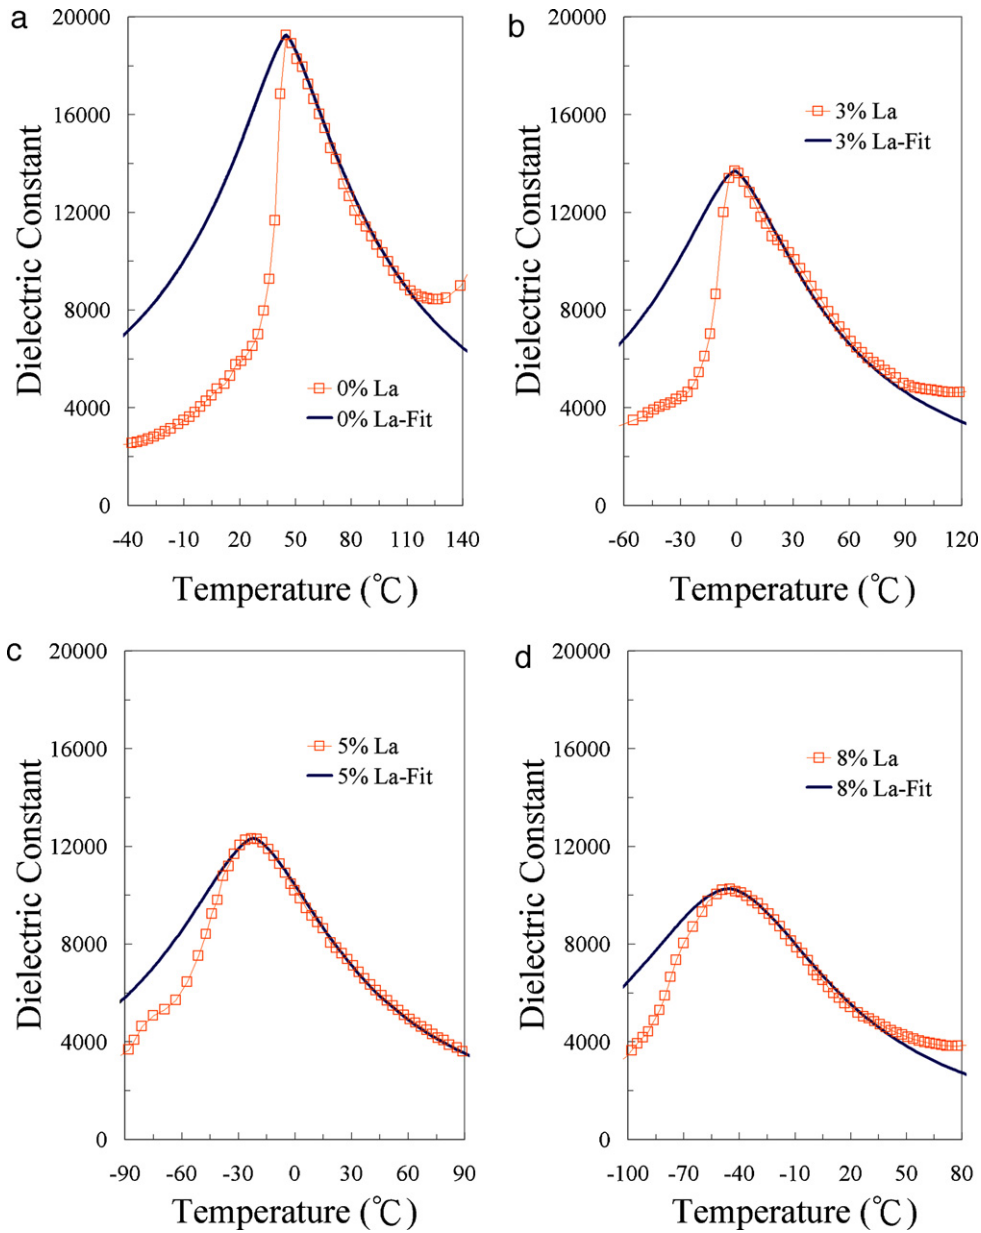 a
20000
16000
12000
8000
4000
0
Dielectric Constant
0% La
0% La-Fit
-40 -10 20 50 80 110 140
Temperature (℃)
b
20000
16000
12000
8000
4000
0
Dielectric Constant
3% La
3% La-Fit
-60 -30 0 30 60 90 120
Temperature (℃)
c
20000
16000
12000
8000
4000
0
Dielectric Constant
5% La
5% La-Fit
-90 -60 -30 0 30 60 90
Temperature (℃)
d
20000
16000
12000
8000
4000
0
Dielectric Constant
8% La
8% La-Fit
-100 -70 -40 -10 20 50 80
Temperature (℃)